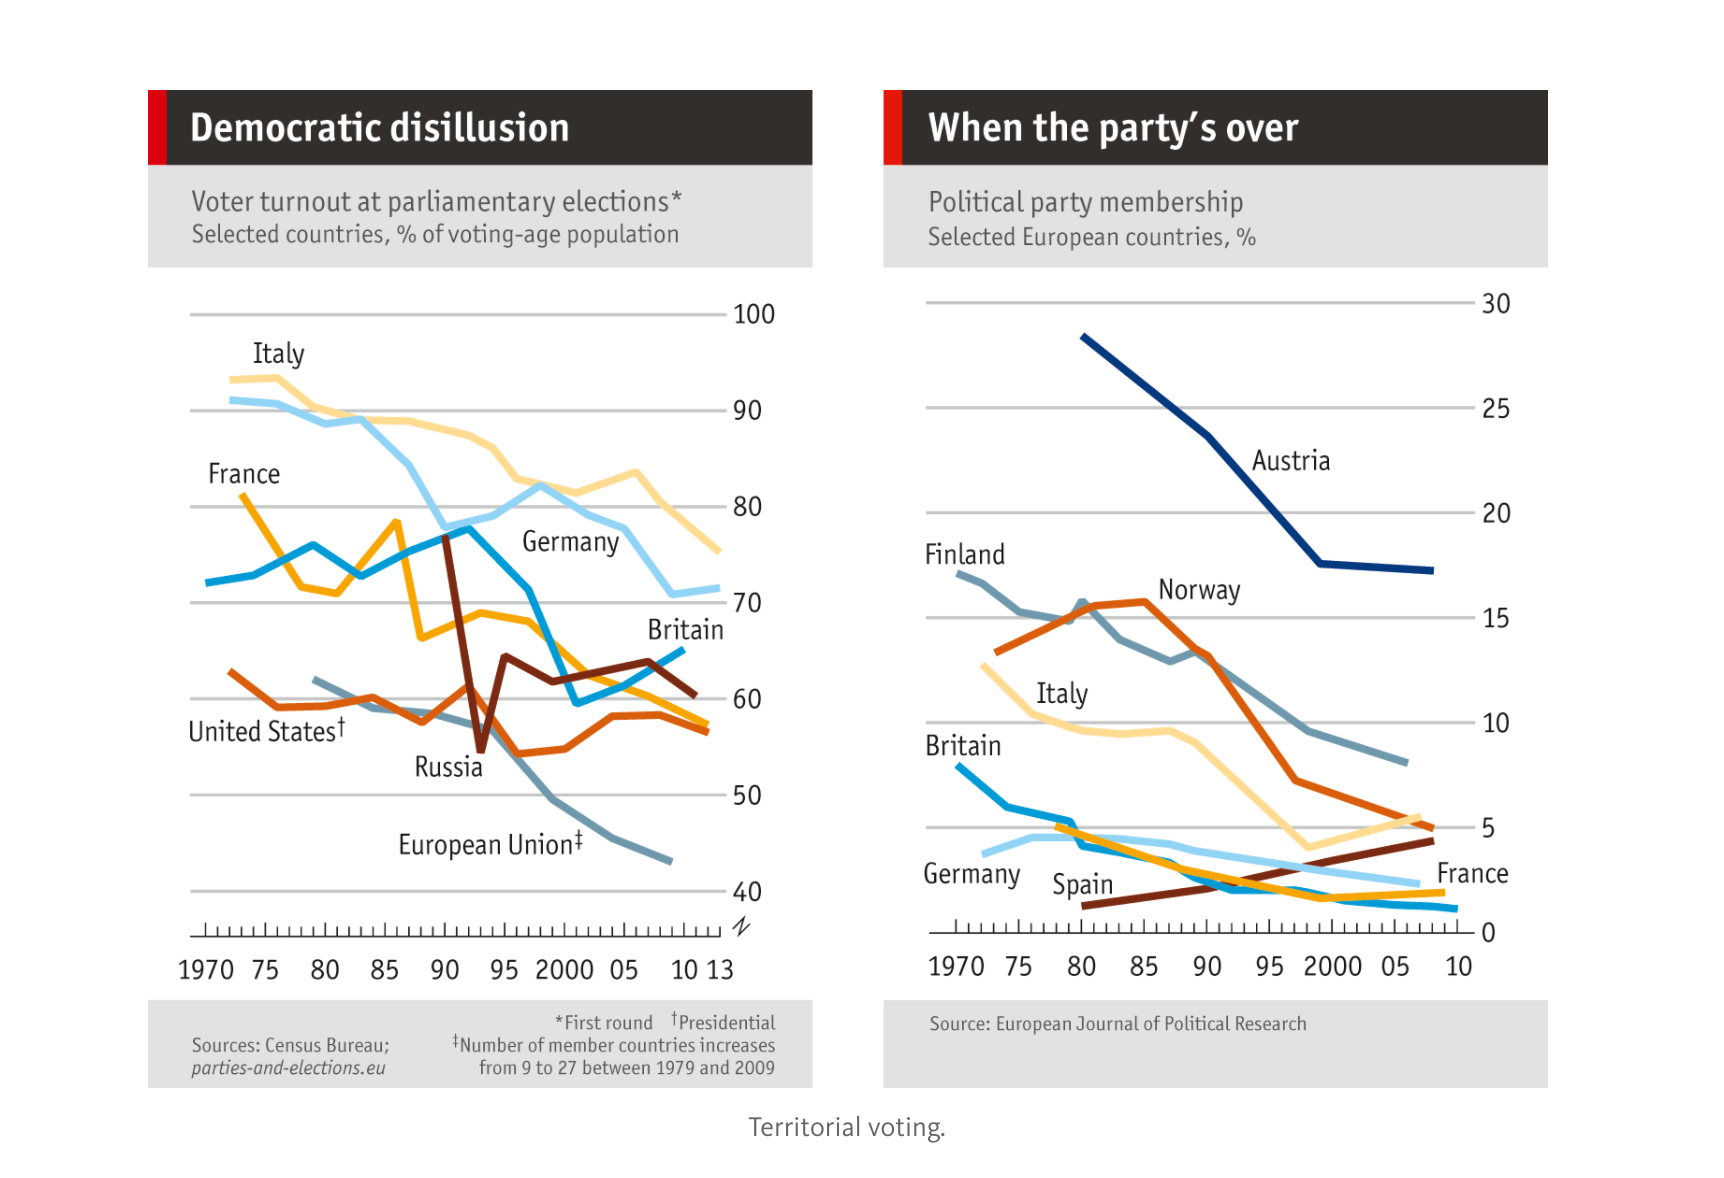 Democratic disillusion
Voter turnout at parliamentary elections*
Selected countries, % of voting-age population
100
Italy
90
France
80
Germany
70
Britain
60
United States†
Russia
50
European Union‡
40
1970 75 80 85 90 95 2000 05 10 13
*First round †Presidential
Sources: Census Bureau;
parties-and-elections.eu
‡Number of member countries increases
from 9 to 27 between 1979 and 2009
When the party's over
Political party membership
Selected European countries, %
30
25
Austria
20
Finland
Norway
15
Italy
10
Britain
5
Germany
Spain
France
0
1970 75 80 85 90 95 2000 05 10
Source: European Journal of Political Research
Territorial voting.